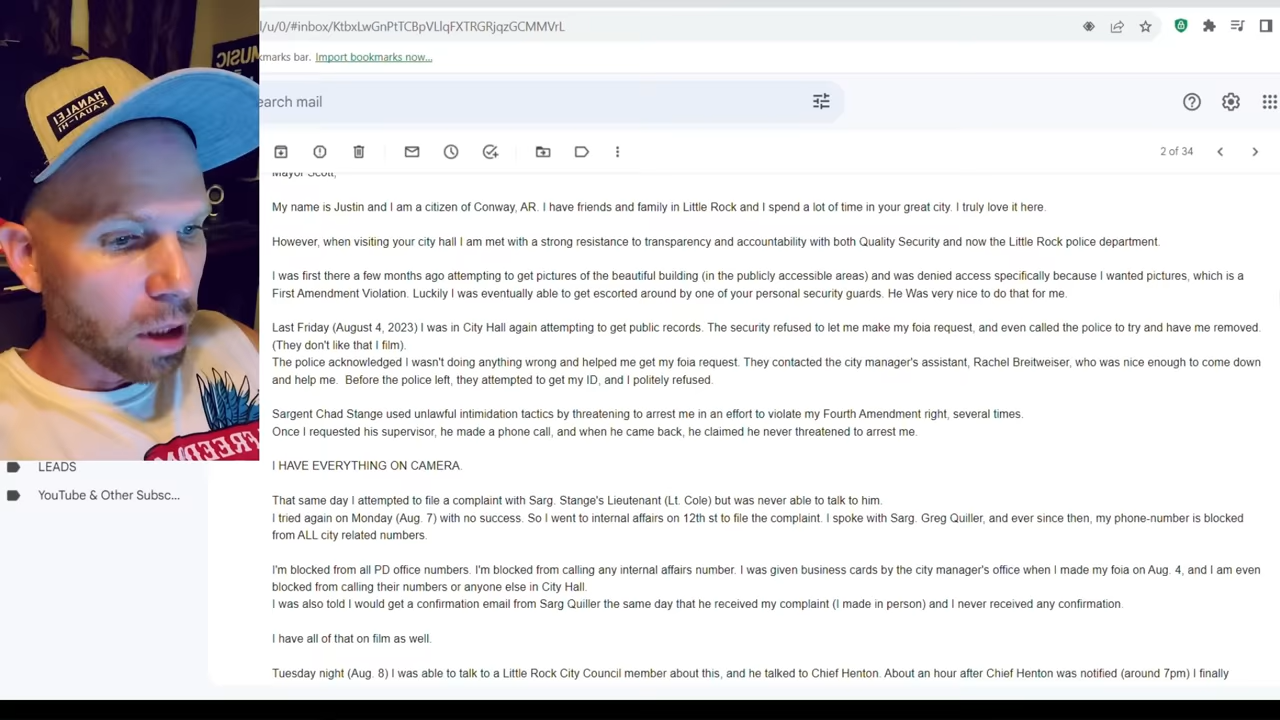 l/u/0/#inbox/KtbxLwGnPtTCBpVLlqFXTRGRjqzGCMMVrL
kmarks bar. Import bookmarks now...
earch mail
2 of 34
HANALEI
KAUAI-HI
MUSIC
Mayor Scott,
My name is Justin and I am a citizen of Conway, AR. I have friends and family in Little Rock and I spend a lot of time in your great city. I truly love it here.
However, when visiting your city hall I am met with a strong resistance to transparency and accountability with both Quality Security and now the Little Rock police department.
I was first there a few months ago attempting to get pictures of the beautiful building (in the publicly accessible areas) and was denied access specifically because I wanted pictures, which is a
First Amendment Violation. Luckily I was eventually able to get escorted around by one of your personal security guards. He Was very nice to do that for me.
Last Friday (August 4, 2023) I was in City Hall again attempting to get public records. The security refused to let me make my foia request, and even called the police to try and have me removed.
(They don't like that I film).
The police acknowledged I wasn't doing anything wrong and helped me get my foia request. They contacted the city manager's assistant, Rachel Breitweiser, who was nice enough to come down
and help me. Before the police left, they attempted to get my ID, and I politely refused.
Sargent Chad Stange used unlawful intimidation tactics by threatening to arrest me in an effort to violate my Fourth Amendment right, several times.
Once I requested his supervisor, he made a phone call, and when he came back, he claimed he never threatened to arrest me.
FREEDOM
I HAVE EVERYTHING ON CAMERA.
LEADS
YouTube & Other Subsc...
That same day I attempted to file a complaint with Sarg. Stange's Lieutenant (Lt. Cole) but was never able to talk to him.
I tried again on Monday (Aug. 7) with no success. So I went to internal affairs on 12th st to file the complaint. I spoke with Sarg. Greg Quiller, and ever since then, my phone-number is blocked
from ALL city related numbers.
I'm blocked from all PD office numbers. I'm blocked from calling any internal affairs number. I was given business cards by the city manager's office when I made my foia on Aug. 4, and I am even
blocked from calling their numbers or anyone else in City Hall.
I was also told I would get a confirmation email from Sarg Quiller the same day that he received my complaint (I made in person) and I never received any confirmation.
I have all of that on film as well.
Tuesday night (Aug. 8) I was able to talk to a Little Rock City Council member about this, and he talked to Chief Henton. About an hour after Chief Henton was notified (around 7pm) I finally